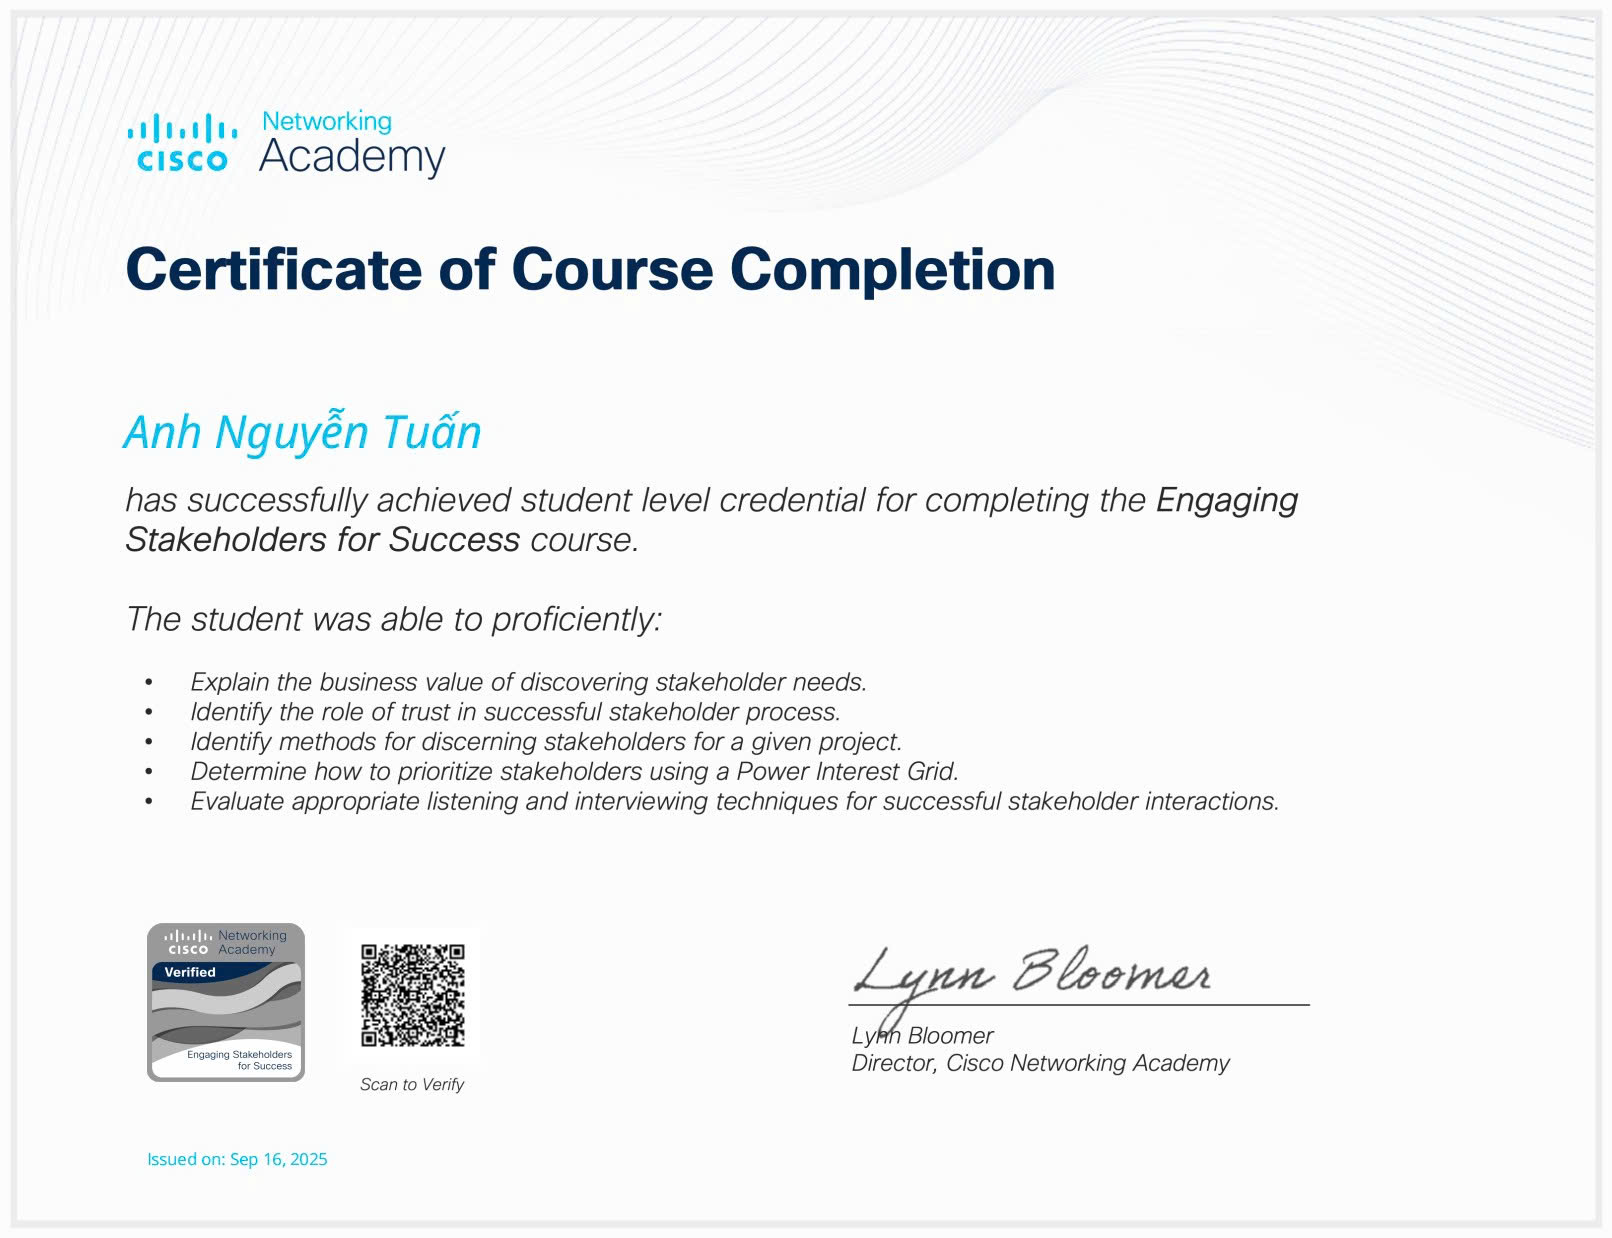 Networking
CISCO Academy
Certificate of Course Completion
Anh Nguyễn Tuấn
has successfully achieved student level credential for completing the Engaging
Stakeholders for Success course.
The student was able to proficiently:
• Explain the business value of discovering stakeholder needs.
• Identify the role of trust in successful stakeholder process.
• Identify methods for discerning stakeholders for a given project.
• Determine how to prioritize stakeholders using a Power Interest Grid.
• Evaluate appropriate listening and interviewing techniques for successful stakeholder interactions.
Networking
CISCO Academy
Verified
Engaging Stakeholders
for Success
Scan to Verify
Lynn Bloomer
Lynn Bloomer
Director, Cisco Networking Academy
Issued on: Sep 16, 2025